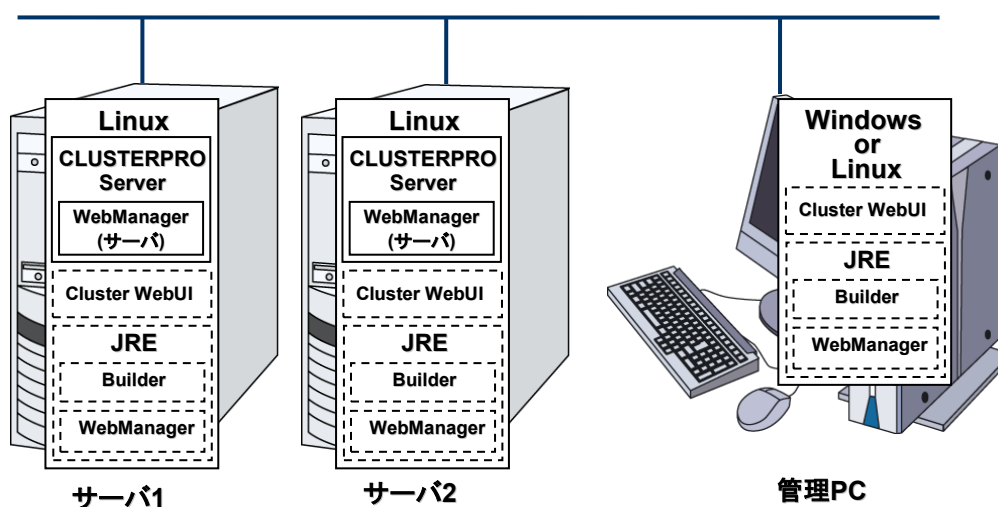 Linux
CLUSTERPRO
Server
WebManager
(サーバ)
Cluster WebUI
JRE
Builder
WebManager
サーバ1
Linux
CLUSTERPRO
Server
WebManager
(サーバ)
Cluster WebUI
JRE
Builder
WebManager
サーバ2
Windows
or
Linux
Cluster WebUI
JRE
Builder
WebManager
管理PC